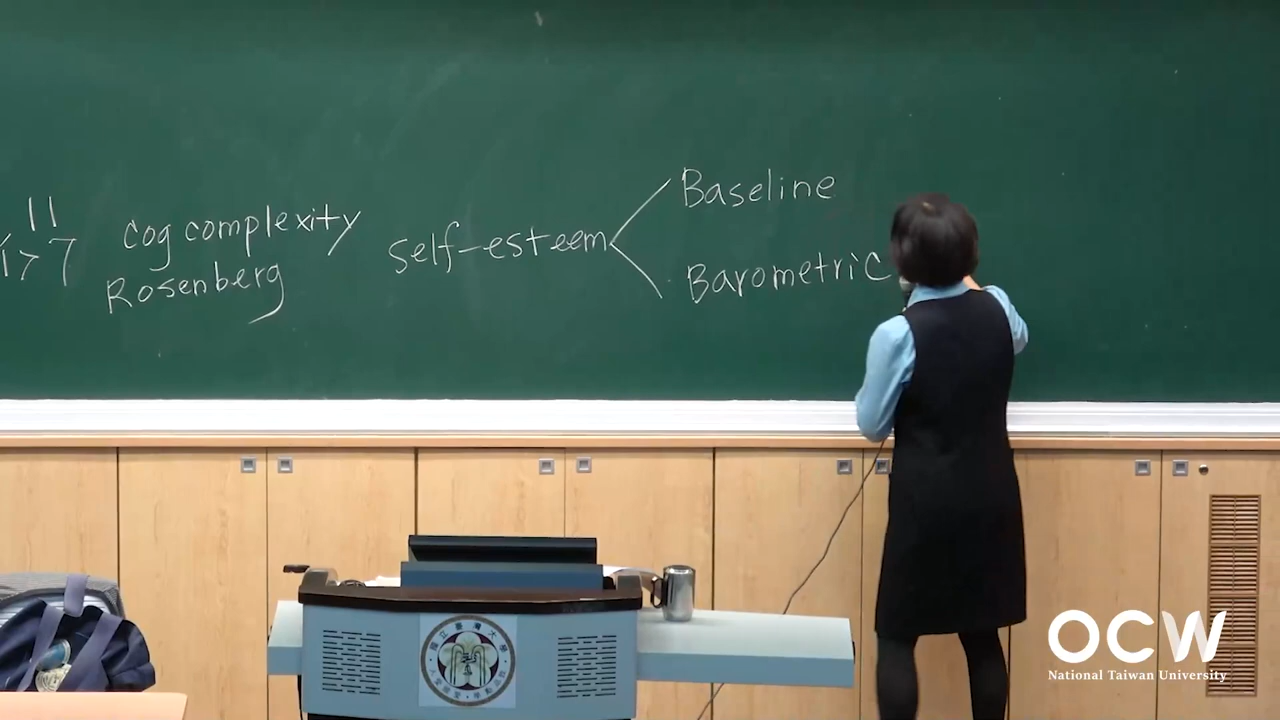 11
7
Cog complexity
Rosenberg
self-esteem
Baseline
Barometric
OCW
National Taiwan University